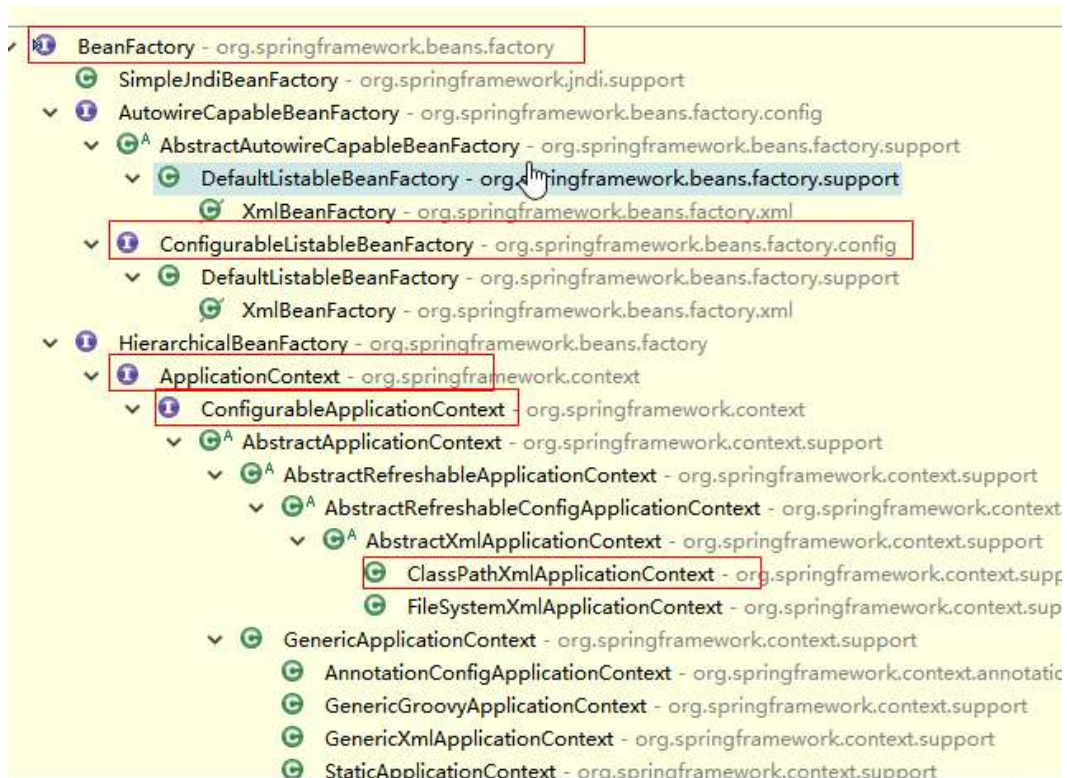 BeanFactory - org.springframework.beans.factory
SimpleJndiBeanFactory - org.springframework.jndi.support
AutowireCapableBeanFactory - org.springframework.beans.factory.config
AbstractAutowireCapableBeanFactory - org.springframework.beans.factory.support
DefaultListableBeanFactory - org.springframework.beans.factory.support
XmlBeanFactory - org.springframework.beans.factory.xml
ConfigurableListableBeanFactory - org.springframework.beans.factory.config
DefaultListableBeanFactory - org.springframework.beans.factory.support
XmlBeanFactory - org.springframework.beans.factory.xml
HierarchicalBeanFactory - org.springframework.beans.factory
ApplicationContext - org.springframework.context
ConfigurableApplicationContext - org.springframework.context
AbstractApplicationContext - org.springframework.context.support
AbstractRefreshableApplicationContext - org.springframework.context.support
AbstractRefreshableConfigApplicationContext - org.springframework.context
AbstractXmlApplicationContext - org.springframework.context.support
ClassPathXmlApplicationContext - org.springframework.context.supp
FileSystemXmlApplicationContext - org.springframework.context.sup
GenericApplicationContext - org.springframework.context.support
AnnotationConfigApplicationContext - org.springframework.context.annotatio
GenericGroovyApplicationContext - org.springframework.context.support
GenericXmlApplicationContext - org.springframework.context.support
StaticApplicationContext - org.springframework.context.support